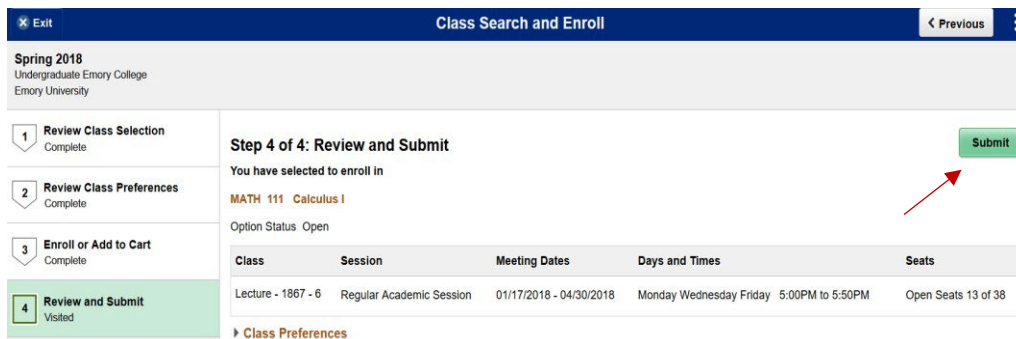 Exit
Class Search and Enroll
Previous
Spring 2018
Undergraduate Emory College
Emory University
1 Review Class Selection
Complete
2 Review Class Preferences
Complete
3 Enroll or Add to Cart
Complete
4 Review and Submit
Visited
Step 4 of 4: Review and Submit
Submit
You have selected to enroll in
MATH 111 Calculus I
Option Status Open
Class Session Meeting Dates Days and Times Seats
Lecture - 1867 - 6 Regular Academic Session 01/17/2018 - 04/30/2018 Monday Wednesday Friday 5:00PM to 5:50PM Open Seats 13 of 38
Class Preferences